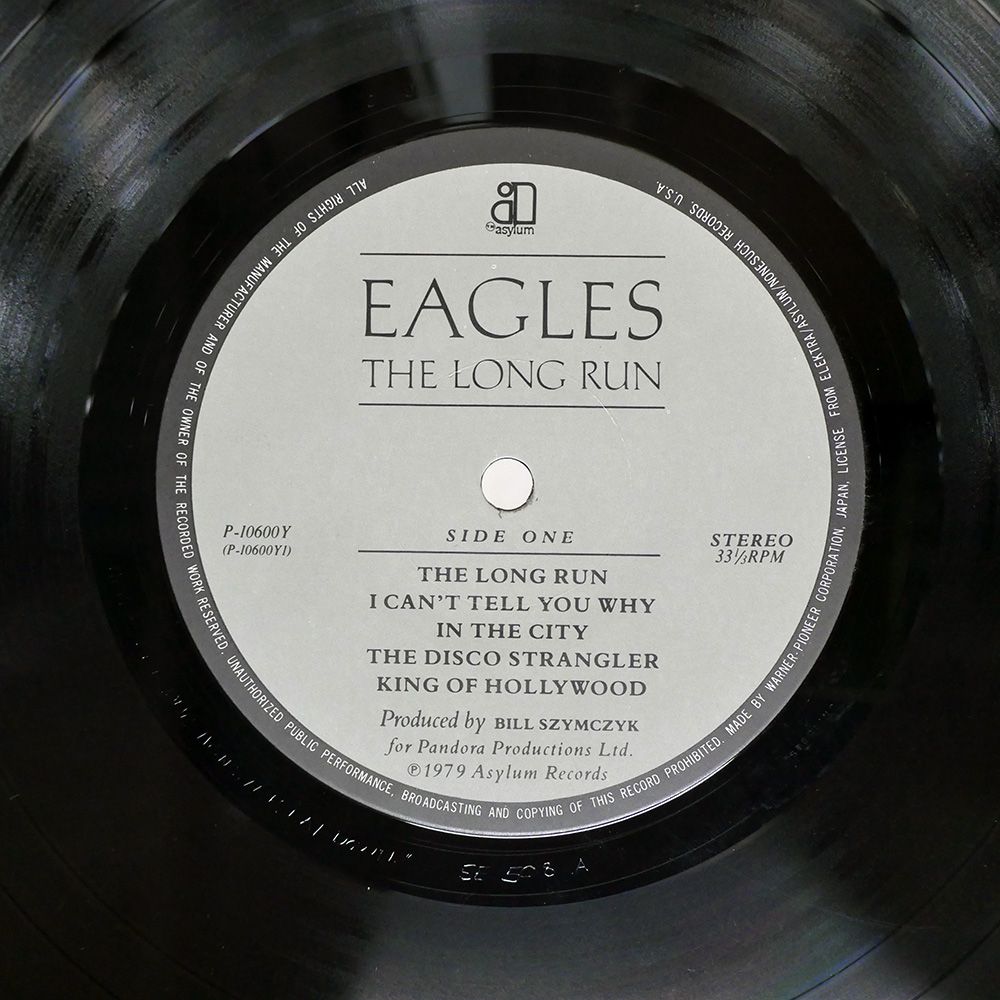 asylum
EAGLES
THE LONG RUN
P-10600Y
(P-10600Y1)
SIDE ONE
STEREO
33⅓RPM
THE LONG RUN
I CAN'T TELL YOU WHY
IN THE CITY
THE DISCO STRANGLER
KING OF HOLLYWOOD
Produced by BILL SZYMCZYK
for Pandora Productions Ltd.
℗1979 Asylum Records
ALL RIGHTS OF THE MANUFACTURER AND OF THE OWNER OF THE RECORDED WORK RESERVED. UNAUTHORIZED PUBLIC PERFORMANCE, BROADCASTING AND COPYING OF THIS RECORD PROHIBITED. MADE BY WARNER-PIONEER CORPORATION, JAPAN, LICENSE FROM ELEKTRA/ASYLUM/NONESUCH RECORDS, U.S.A.